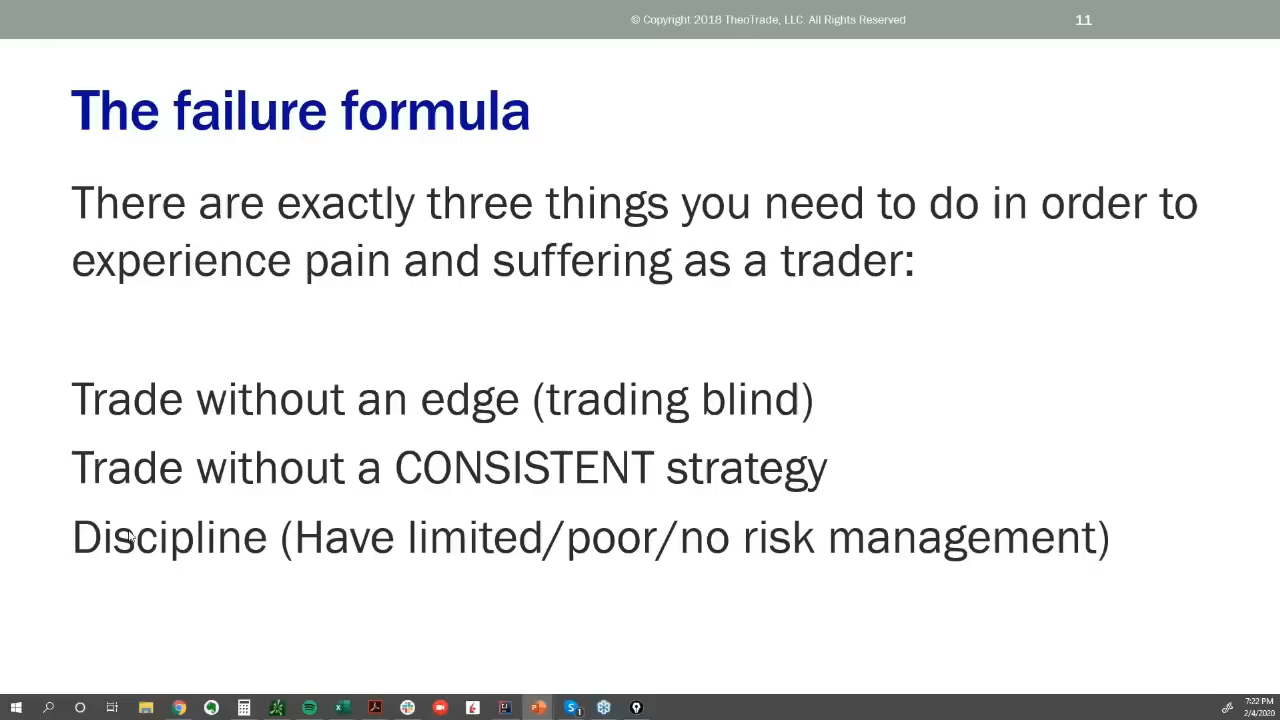 © Copyright 2018 TheoTrade, LLC. All Rights Reserved 11
The failure formula
There are exactly three things you need to do in order to
experience pain and suffering as a trader:
Trade without an edge (trading blind)
Trade without a CONSISTENT strategy
Discipline (Have limited/poor/no risk management)
7:22 PM
2/4/2020